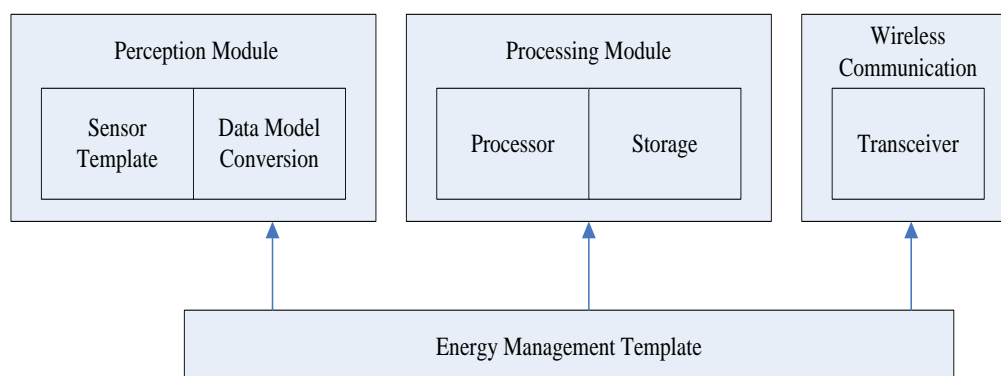 Perception Module
Sensor
Template
Data Model
Conversion
Processing Module
Processor
Storage
Wireless
Communication
Transceiver
Energy Management Template